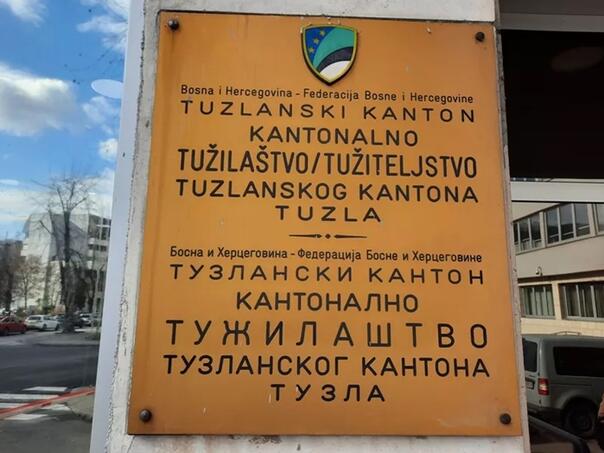 Bosna i Hercegovina - Federacija Bosne i Hercegovine
TUZLANSKI KANTON
KANTONALNO
TUŽILAŠTVO/TUŽITELJSTVO
TUZLANSKOG KANTONA
TUZLA
Босна и Херцеговина - Федерација Босне и Херцеговине
ТУЗЛАНСКИ КАНТОН
КАНТОНАЛНО
ТУЖИЛАШТВО
ТУЗЛАНСКОГ КАНТОНА
ТУЗЛА